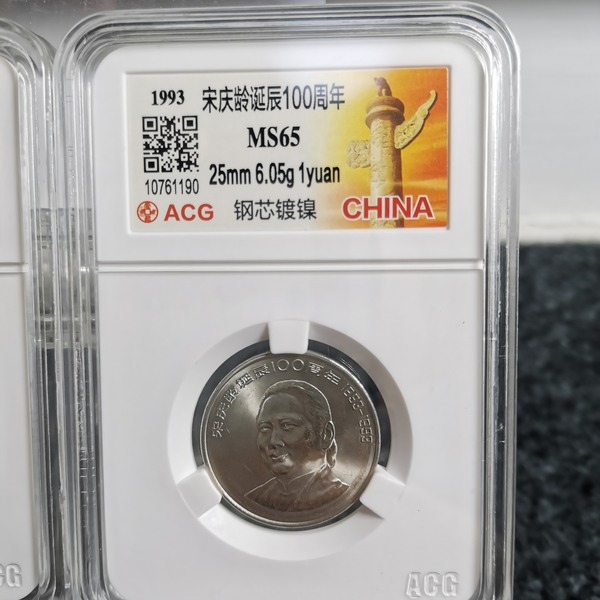 1993 宋庆龄诞辰100周年
MS65
25mm 6.05g 1yuan
10761190
ACG 钢芯镀镍 CHINA
宋庆龄诞辰100周年 1893-1993
ACG
CG